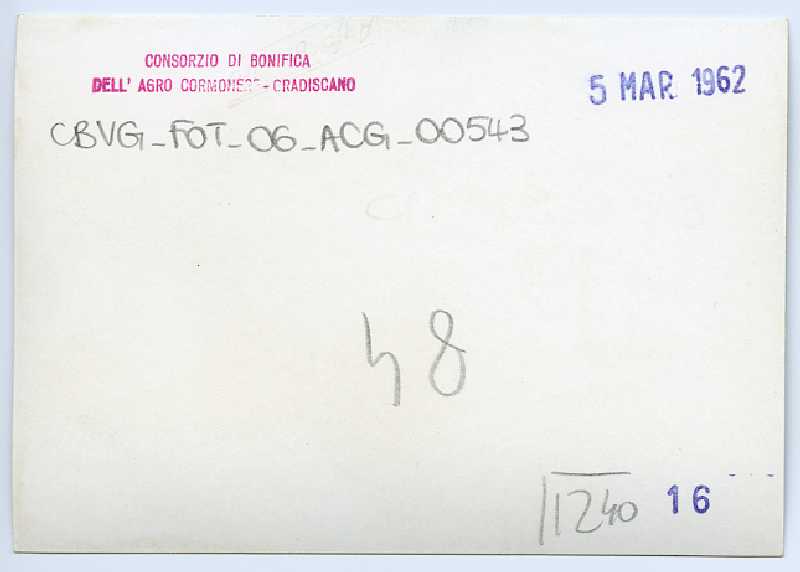 CONSORZIO DI BONIFICA
DELL' AGRO CORMONESE-GRADISCANO
5 MAR 1962
CBVG_FOT_06_ACG_00543
48
1240
16